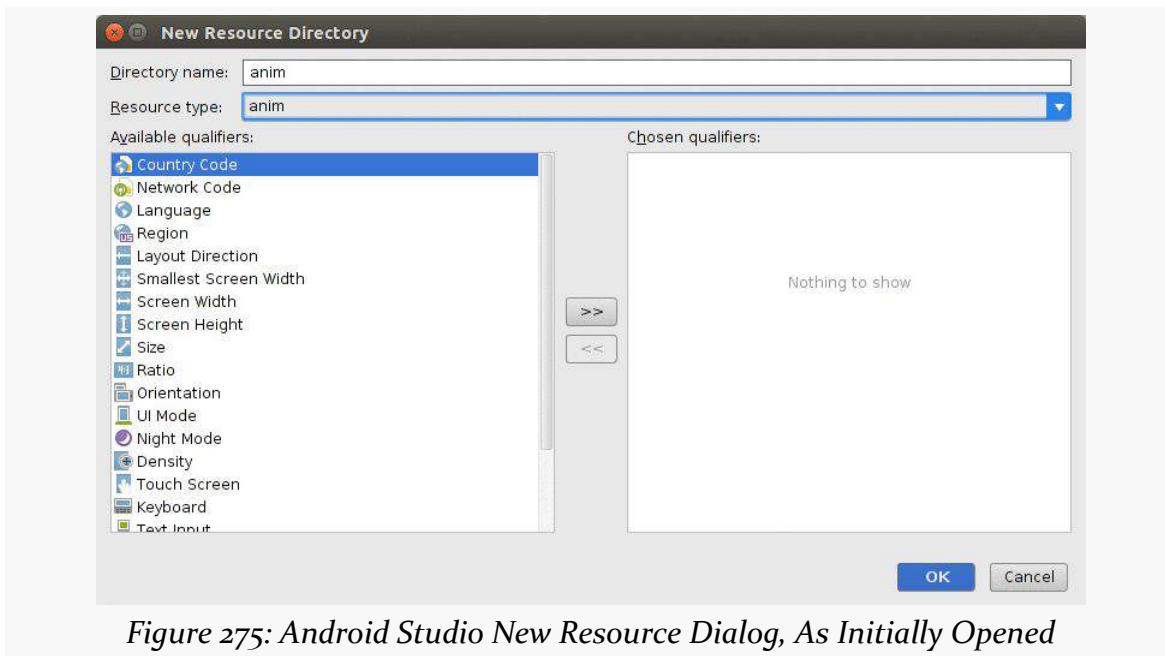 New Resource Directory
Directory name: anim
Resource type: anim
Available qualifiers:
Country Code
Network Code
Language
Region
Layout Direction
Smallest Screen Width
Screen Width
Screen Height
Size
Ratio
Orientation
UI Mode
Night Mode
Density
Touch Screen
Keyboard
Text Input
>>
<<
Chosen qualifiers:
Nothing to show
OK Cancel
Figure 275: Android Studio New Resource Dialog, As Initially Opened